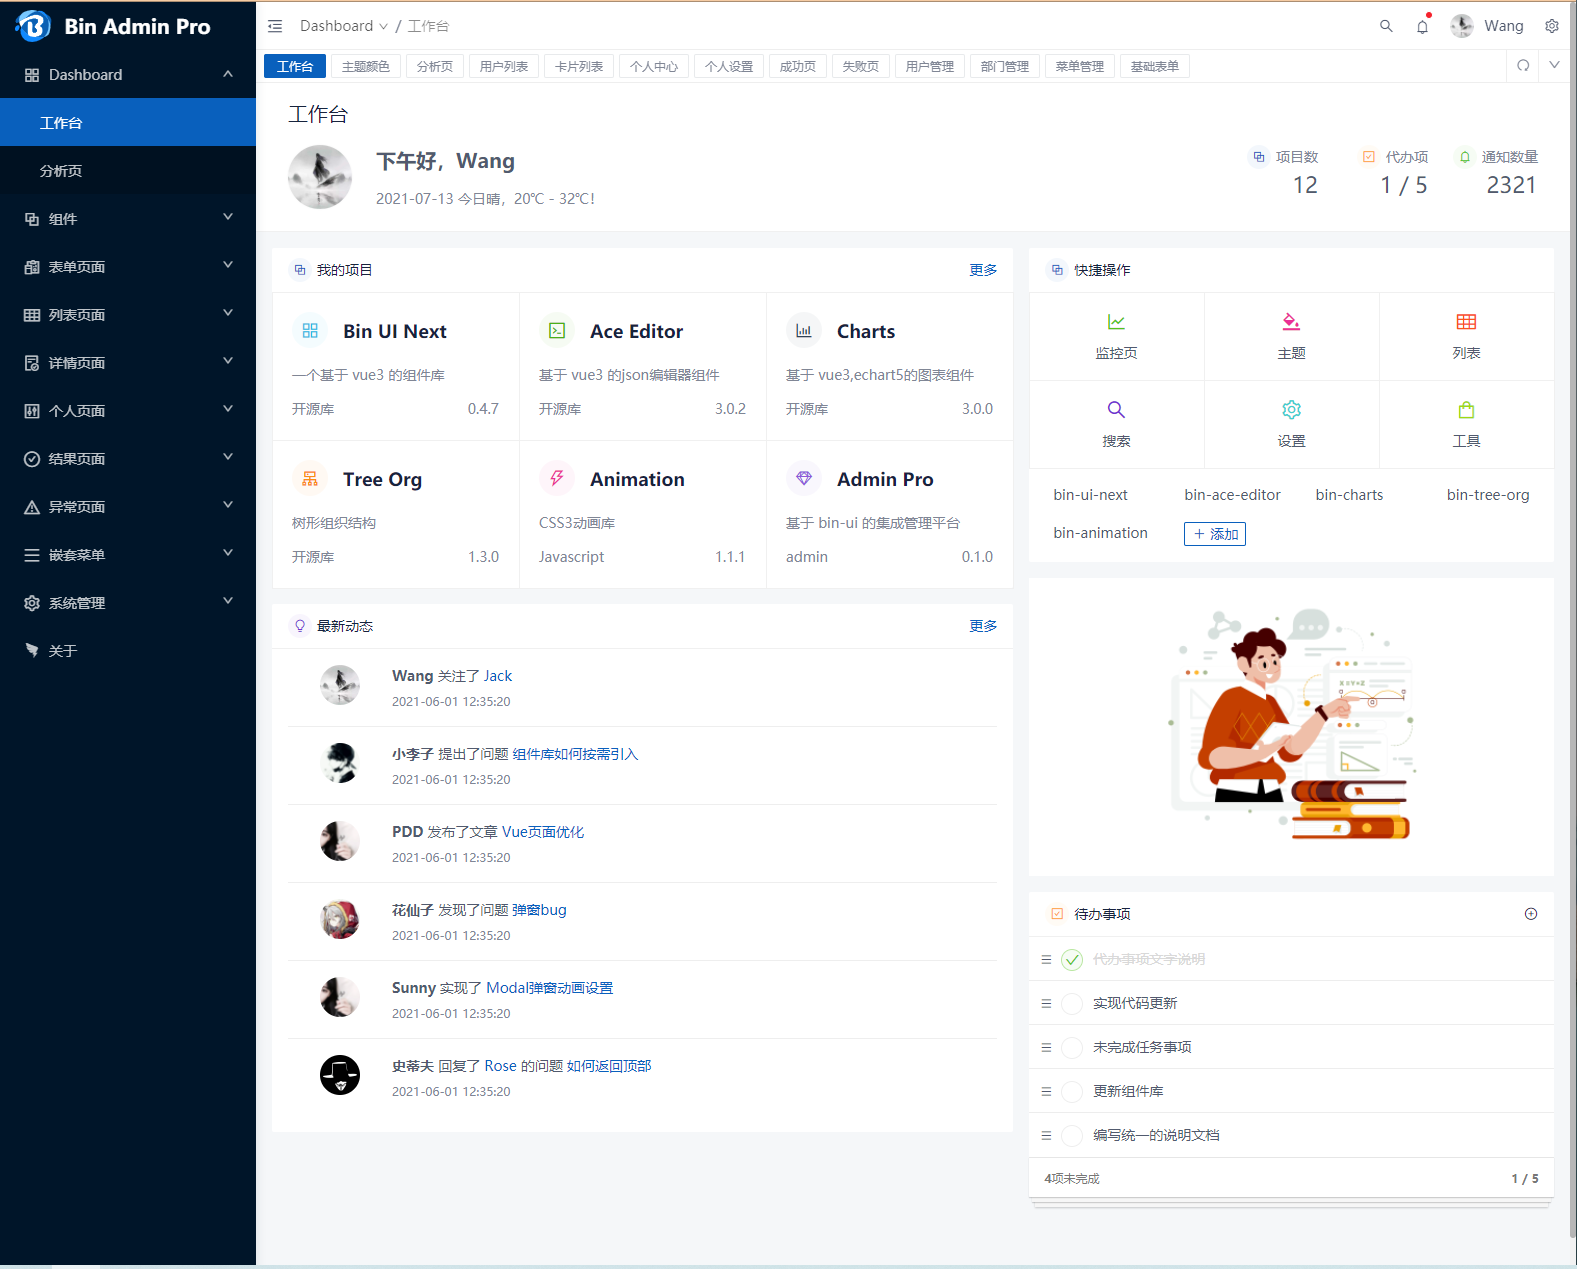 Bin Admin Pro
Dashboard
工作台
分析页
组件
表单页面
列表页面
详情页面
个人页面
结果页面
异常页面
嵌套菜单
系统管理
关于
Dashboard / 工作台
Wang
工作台 主题颜色 分析页 用户列表 卡片列表 个人中心 个人设置 成功页 失败页 用户管理 部门管理 菜单管理 基础表单
工作台
下午好，Wang
2021-07-13 今日晴，20℃ - 32℃!
项目数
12
代办项
1 / 5
通知数量
2321
我的项目 更多
Bin UI Next
一个基于 vue3 的组件库
开源库 0.4.7
Ace Editor
基于 vue3 的json编辑器组件
开源库 3.0.2
Charts
基于 vue3,echart5的图表组件
开源库 3.0.0
Tree Org
树形组织结构
开源库 1.3.0
Animation
CSS3动画库
Javascript 1.1.1
Admin Pro
基于 bin-ui 的集成管理平台
admin 0.1.0
最新动态 更多
Wang 关注了 Jack
2021-06-01 12:35:20
小李子 提出了问题 组件库如何按需引入
2021-06-01 12:35:20
PDD 发布了文章 Vue页面优化
2021-06-01 12:35:20
花仙子 发现了问题 弹窗bug
2021-06-01 12:35:20
Sunny 实现了 Modal弹窗动画设置
2021-06-01 12:35:20
史蒂夫 回复了 Rose 的问题 如何返回顶部
2021-06-01 12:35:20
快捷操作
监控页 主题 列表
搜索 设置 工具
bin-ui-next bin-ace-editor bin-charts bin-tree-org
bin-animation + 添加
待办事项
代办事项文字说明
实现代码更新
未完成任务事项
更新组件库
编写统一的说明文档
4项未完成 1 / 5